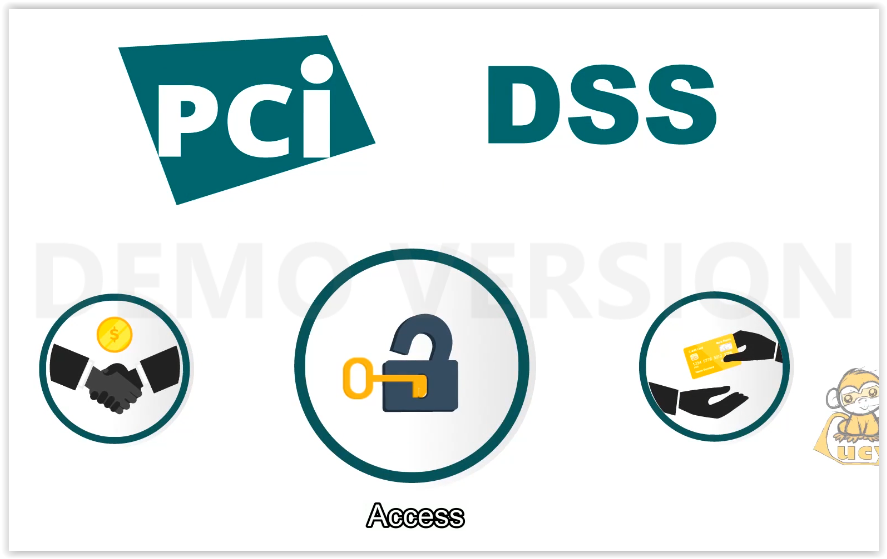 PCi DSS
DEMO VERSION
Access